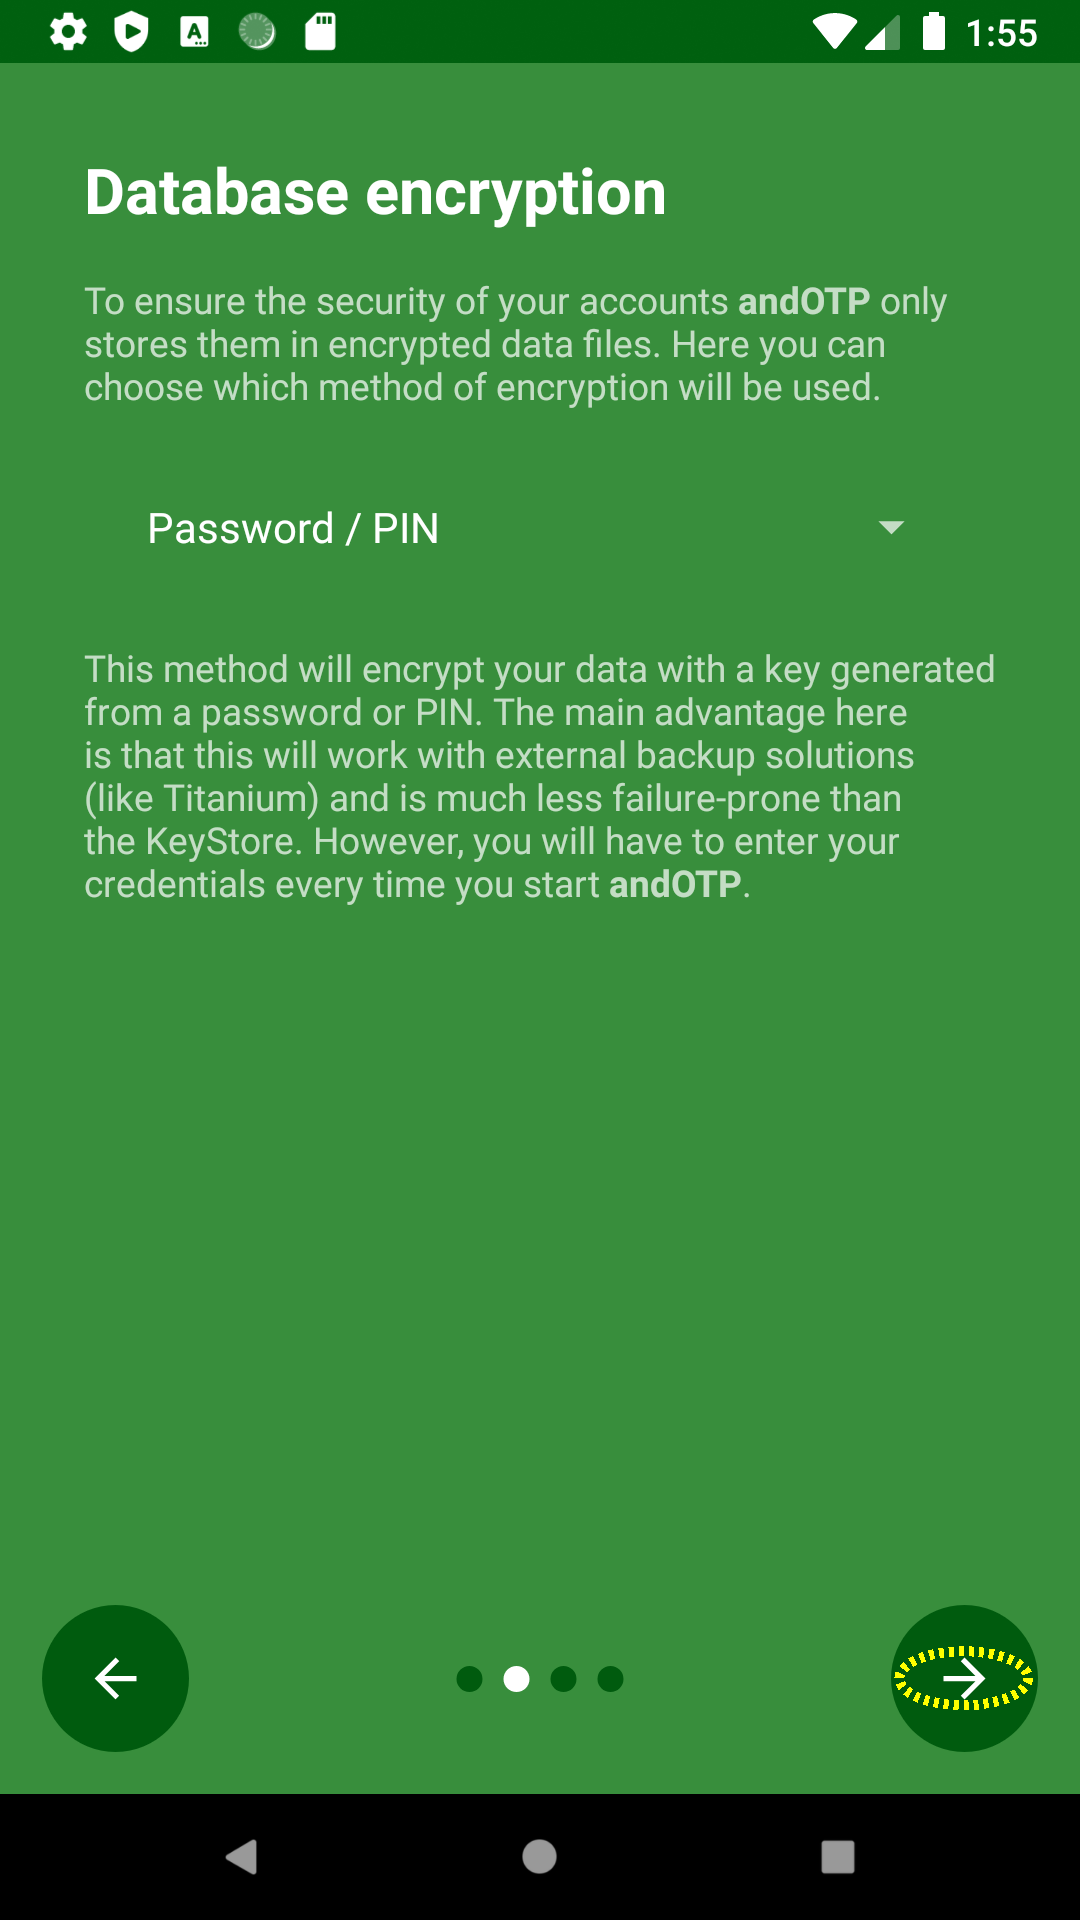 1:55
Database encryption
To ensure the security of your accounts andOTP only
stores them in encrypted data files. Here you can
choose which method of encryption will be used.
Password / PIN
This method will encrypt your data with a key generated
from a password or PIN. The main advantage here
is that this will work with external backup solutions
(like Titanium) and is much less failure-prone than
the KeyStore. However, you will have to enter your
credentials every time you start andOTP.